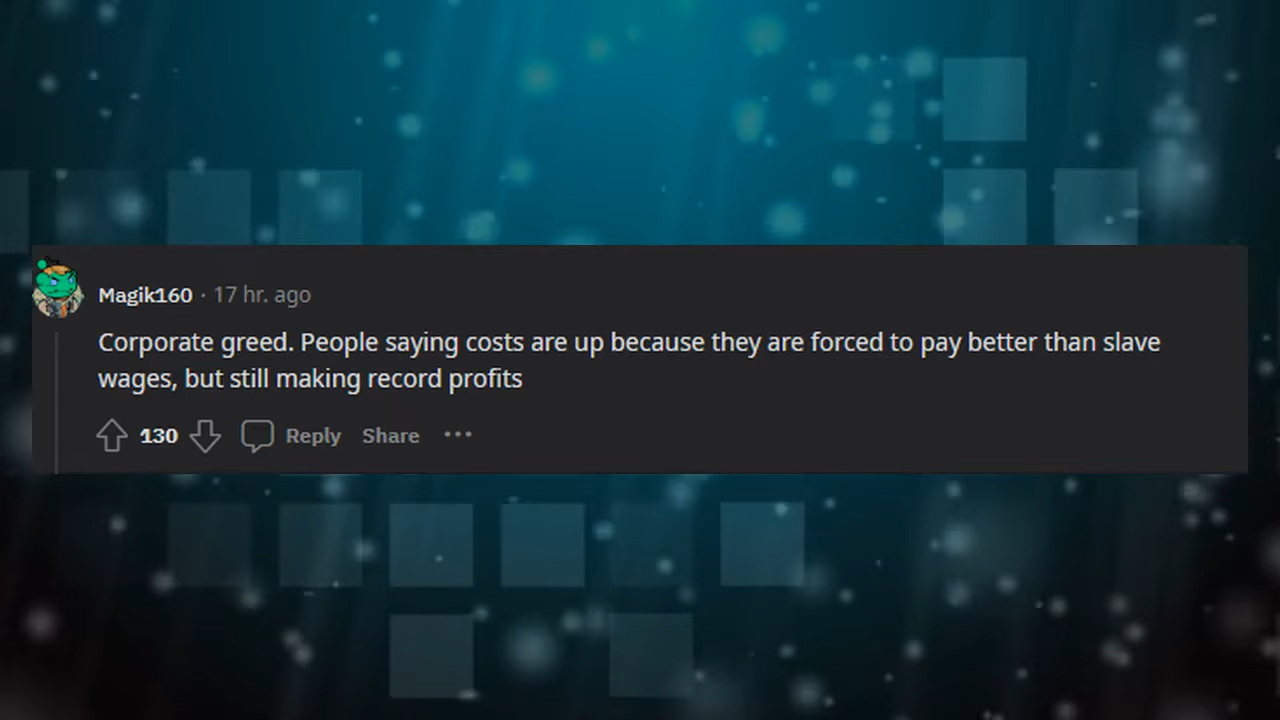 Magik160 · 17 hr. ago
Corporate greed. People saying costs are up because they are forced to pay better than slave
wages, but still making record profits
130 Reply Share ···